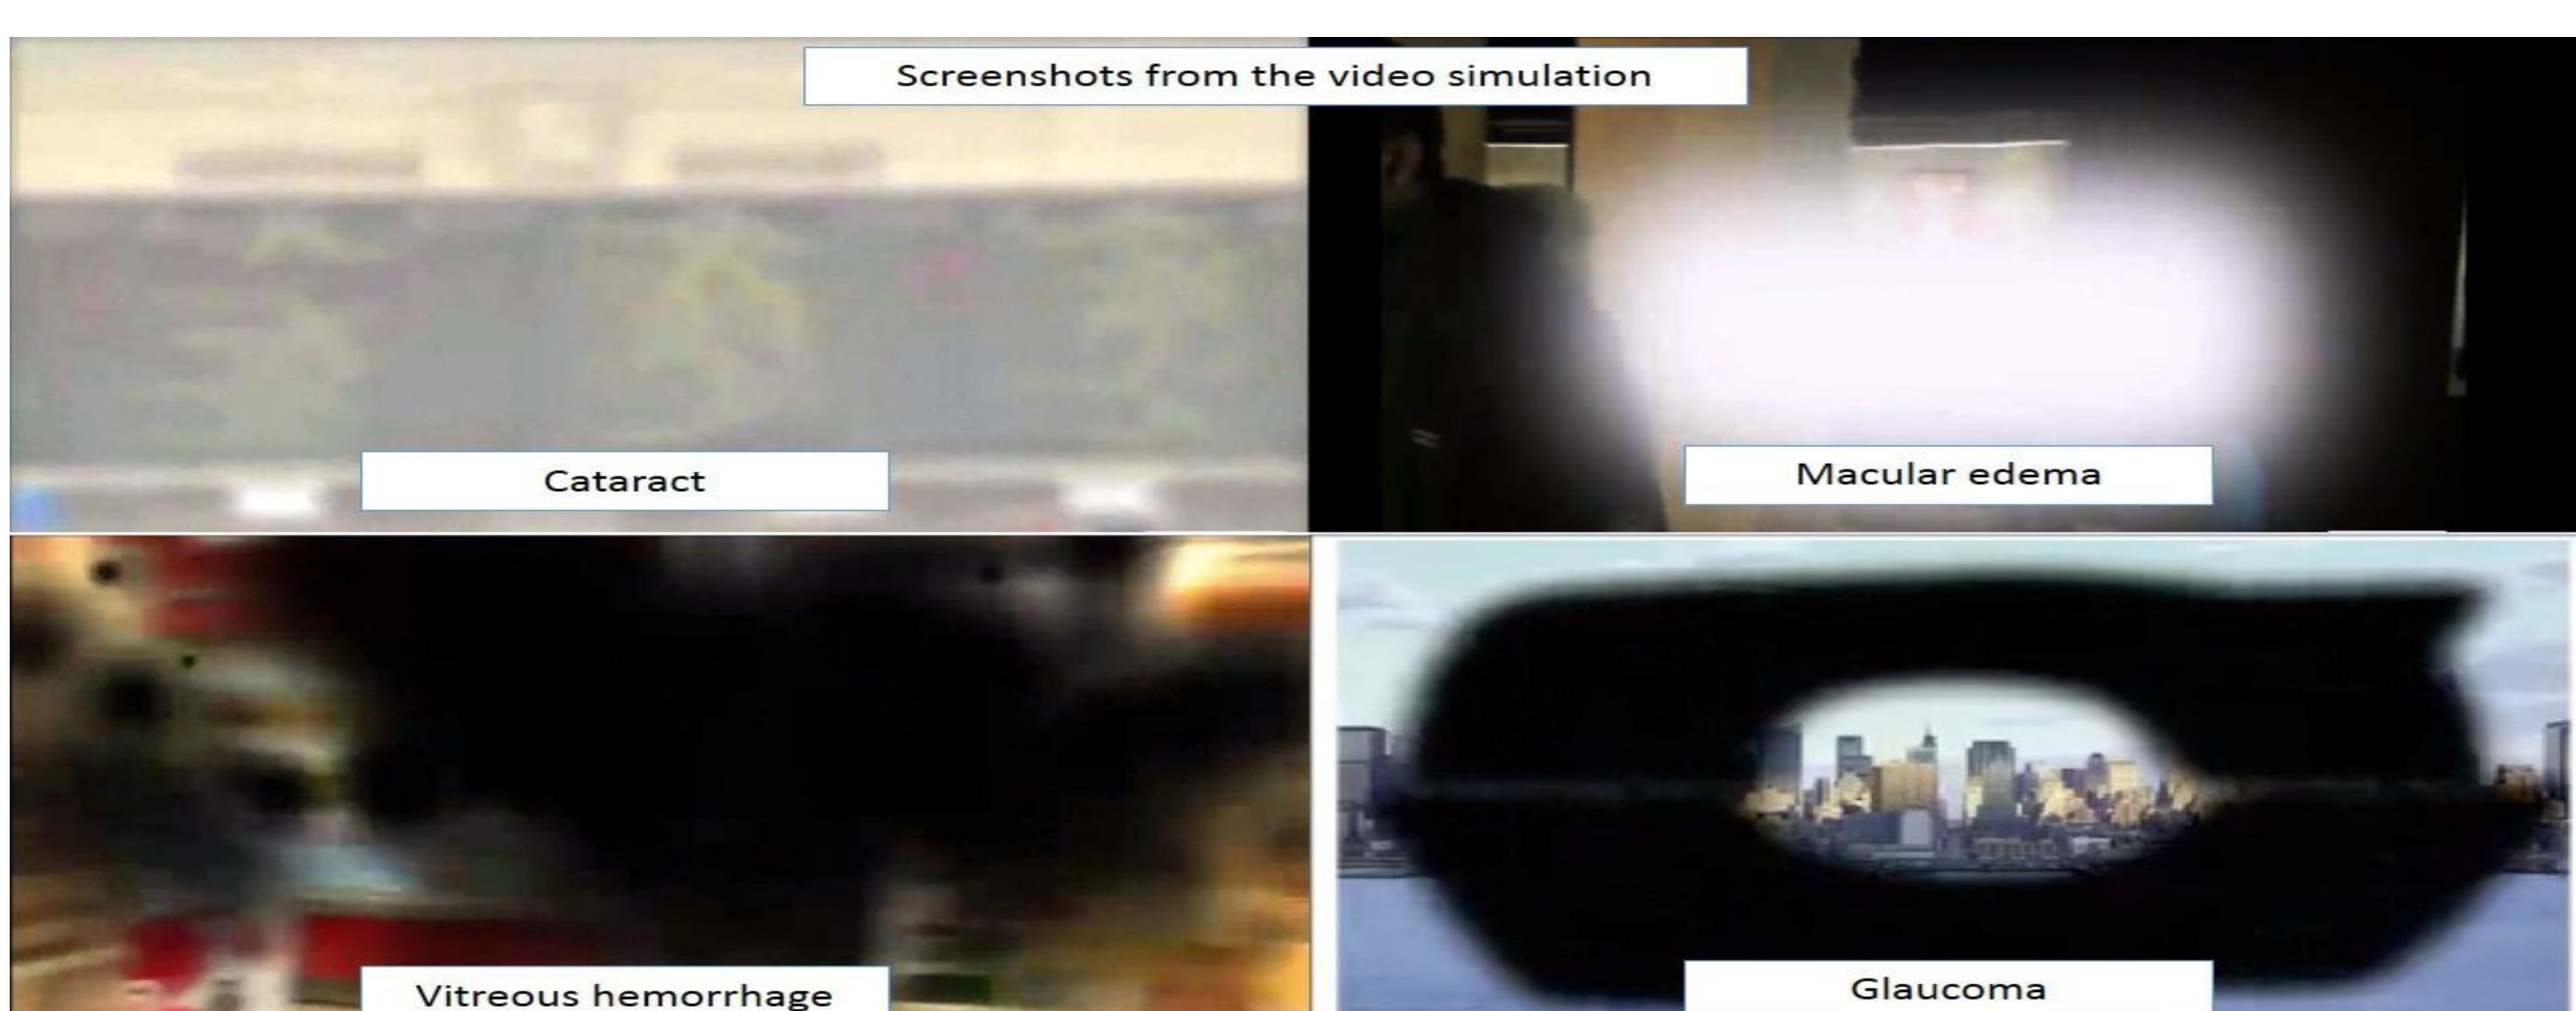 Screenshots from the video simulation
Cataract
Macular edema
Vitreous hemorrhage
Glaucoma